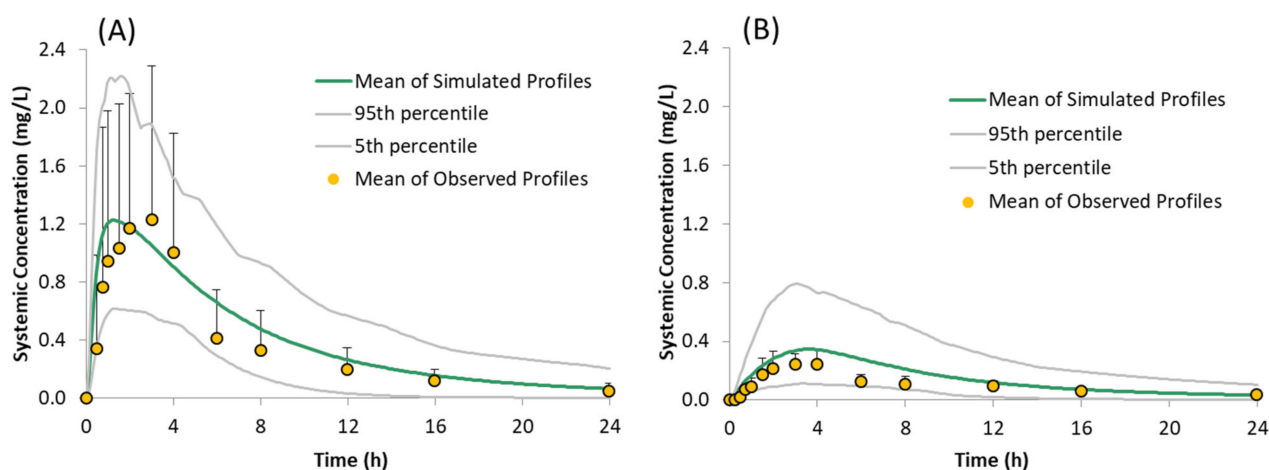 (A)
Systemic Concentration (mg/L)
2.4
2.0
1.6
1.2
0.8
0.4
0.0
Mean of Simulated Profiles
95th percentile
5th percentile
Mean of Observed Profiles
0 4 8 12 16 20 24
Time (h)
(B)
Systemic Concentration (mg/L)
2.4
2.0
1.6
1.2
0.8
0.4
0.0
Mean of Simulated Profiles
95th percentile
5th percentile
Mean of Observed Profiles
0 4 8 12 16 20 24
Time (h)